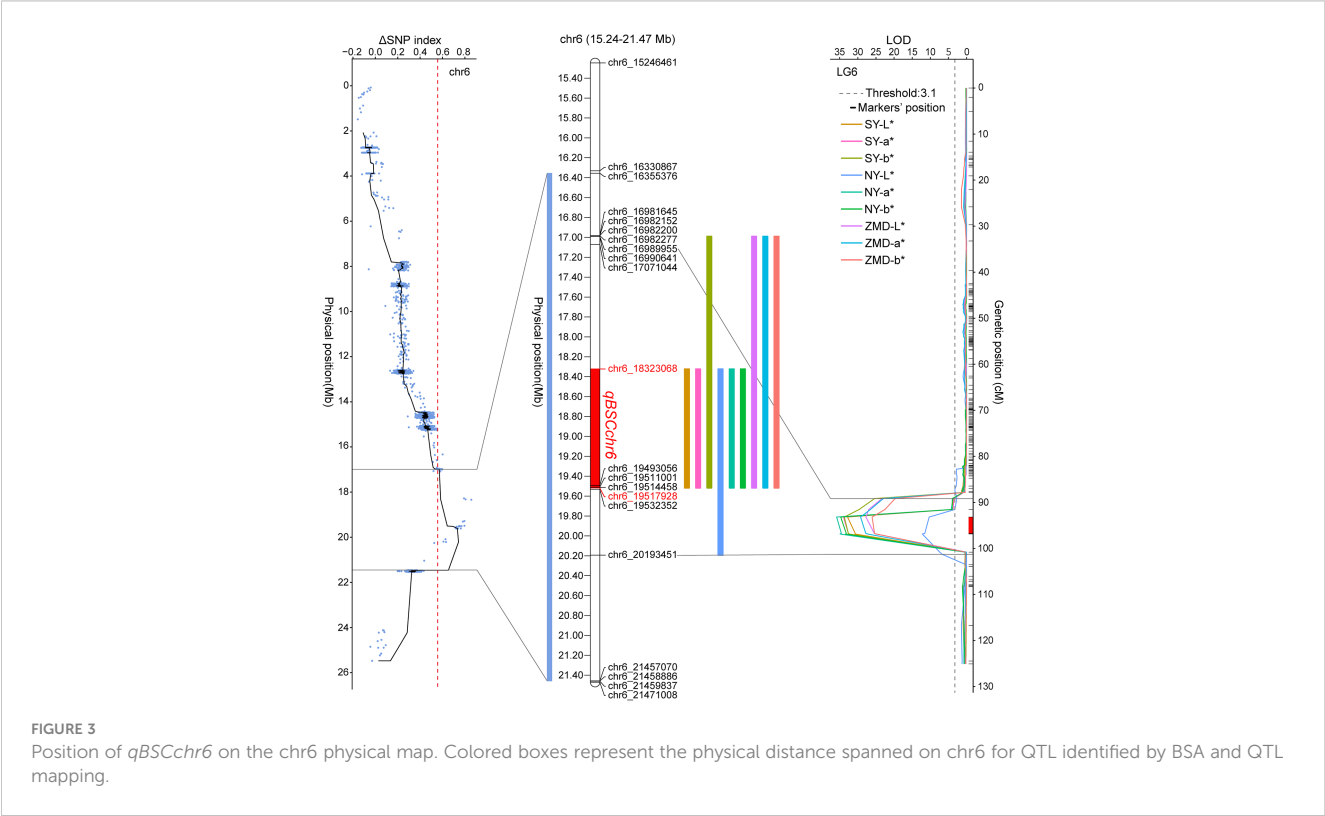 ΔSNP index
−0.2 0.0 0.2 0.4 0.6 0.8
chr6
0
2
4
6
8
10
12
14
16
18
20
22
24
26
Physical position(Mb)
chr6 (15.24-21.47 Mb)
Physical position(Mb)
15.40
15.60
15.80
16.00
16.20
16.40
16.60
16.80
17.00
17.20
17.40
17.60
17.80
18.00
18.20
18.40
18.60
18.80
19.00
19.20
19.40
19.60
19.80
20.00
20.20
20.40
20.60
20.80
21.00
21.20
21.40
chr6_15246461
chr6_16330867
chr6_16355376
chr6_16981645
chr6_16982152
chr6_16982200
chr6_16982277
chr6_16989955
chr6_16990641
chr6_17071044
chr6_18323068
qBSCchr6
chr6_19493056
chr6_19511001
chr6_19514458
chr6_19517928
chr6_19532352
chr6_20193451
chr6_21457070
chr6_21458886
chr6_21459837
chr6_21471008
LOD
35 30 25 20 15 10 5 0
LG6
Threshold:3.1
Markers' position
SY-L*
SY-a*
SY-b*
NY-L*
NY-a*
NY-b*
ZMD-L*
ZMD-a*
ZMD-b*
0
10
20
30
40
50
60
70
80
90
100
110
120
130
Genetic position (cM)
FIGURE 3
Position of qBSCchr6 on the chr6 physical map. Colored boxes represent the physical distance spanned on chr6 for QTL identified by BSA and QTL
mapping.